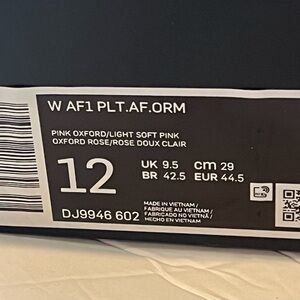 W AF1 PLT.AF.ORM
PINK OXFORD/LIGHT SOFT PINK
OXFORD ROSE/ROSE DOUX CLAIR
12
UK 9.5 cm 29
BR 42.5 EUR 44.5
DJ9946 602
MADE IN VIETNAM/
FABRIQUE AU VIETNAM/
FABRICADO NO VIETNÃ/
HECHO EN VIETNAM